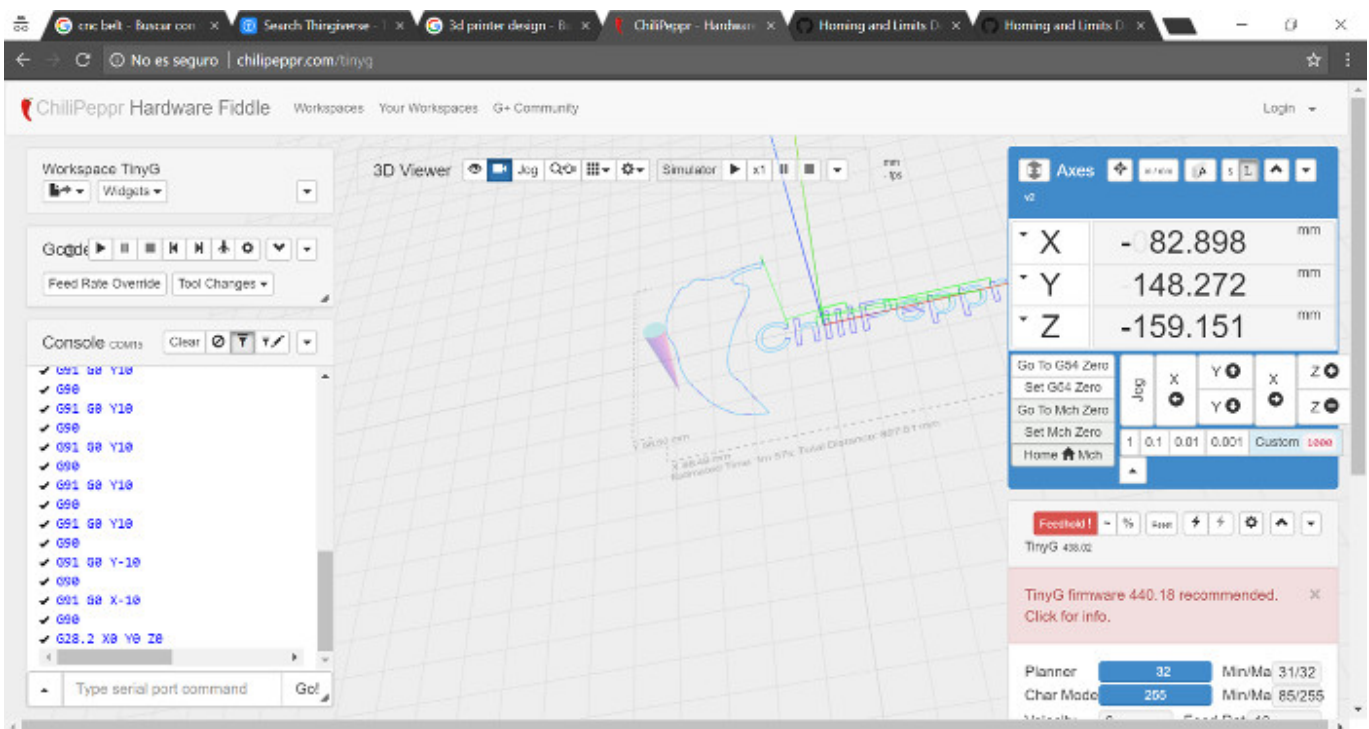 cnc belt - Buscar con
Search Thingiverse - T
3d printer design - B
ChiliPeppr - Hardware
Homing and Limits D
Homing and Limits D
No es seguro | chilipeppr.com/tinyg
ChiliPeppr Hardware Fiddle Workspaces Your Workspaces G+ Community Login
Workspace TinyG
Widgets
3D Viewer Jog Simulator x1
mm
Axes
v2
X -082.898 mm
Y -148.272 mm
Z -159.151 mm
Feed Rate Override Tool Changes
Console COM15 Clear
G91 G0 Y10
G90
G91 G0 Y10
G90
G91 G0 Y10
G90
G91 G0 Y10
G90
G91 G0 Y10
G90
G91 G0 Y-10
G90
G91 G0 X-10
G90
G28.2 X0 Y0 Z0
Type serial port command Go!
ChiliPeppr
Go To G54 Zero
Set G54 Zero
Go To Mch Zero
Set Mch Zero
Home Mch
Jog
X Y X Z
Y Z
1 0.1 0.01 0.001 Custom 1000
Feedhold ! ~ % Reset
TinyG 438.02
TinyG firmware 440.18 recommended.
Click for info.
Planner 32 Min/Ma 31/32
Char Mode 255 Min/Ma 85/255